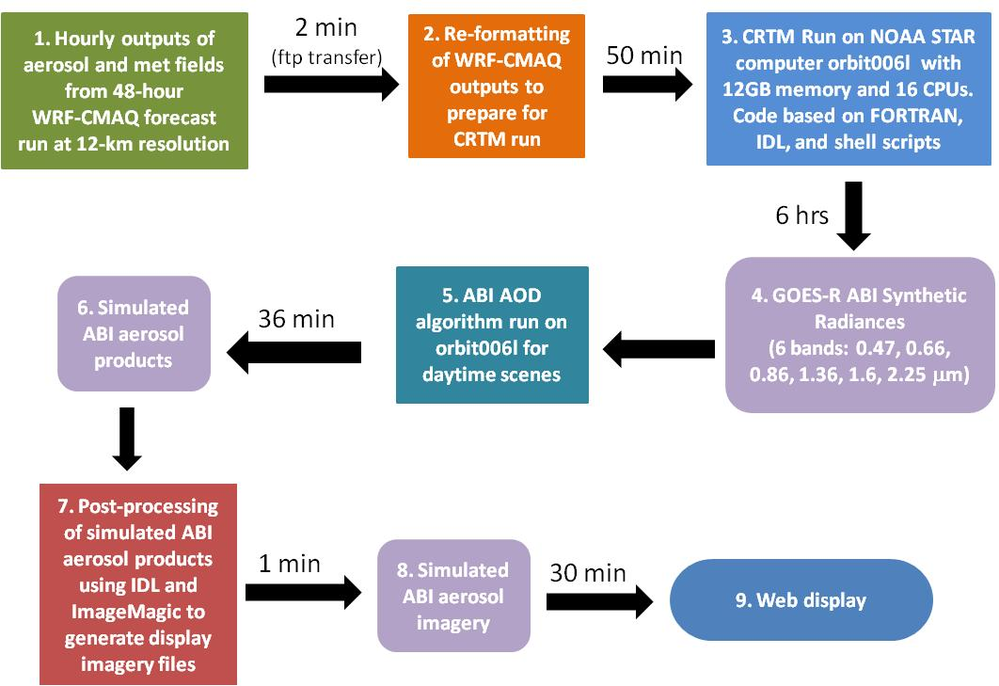 1. Hourly outputs of
aerosol and met fields
from 48-hour
WRF-CMAQ forecast
run at 12-km resolution
2 min
(ftp transfer)
2. Re-formatting
of WRF-CMAQ
outputs to
prepare for
CRTM run
50 min
3. CRTM Run on NOAA STAR
computer orbit006l with
12GB memory and 16 CPUs.
Code based on FORTRAN,
IDL, and shell scripts
6 hrs
4. GOES-R ABI Synthetic
Radiances
(6 bands: 0.47, 0.66,
0.86, 1.36, 1.6, 2.25 μm)
5. ABI AOD
algorithm run on
orbit006l for
daytime scenes
36 min
6. Simulated
ABI aerosol
products
7. Post-processing
of simulated ABI
aerosol products
using IDL and
ImageMagic to
generate display
imagery files
1 min
8. Simulated
ABI aerosol
imagery
30 min
9. Web display